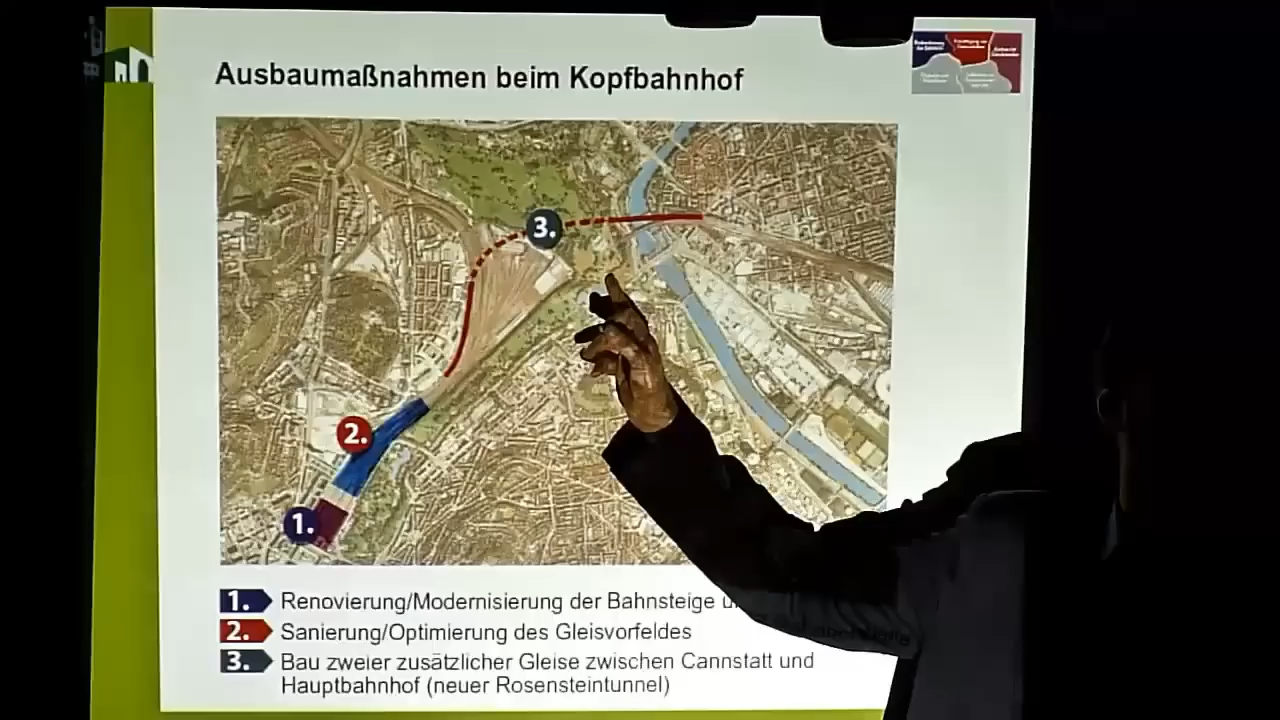 Ausbaumaßnahmen beim Kopfbahnhof
3.
2.
1.
1. Renovierung/Modernisierung der Bahnsteige
2. Sanierung/Optimierung des Gleisvorfeldes
3. Bau zweier zusätzlicher Gleise zwischen Cannstatt und
Hauptbahnhof (neuer Rosensteintunnel)